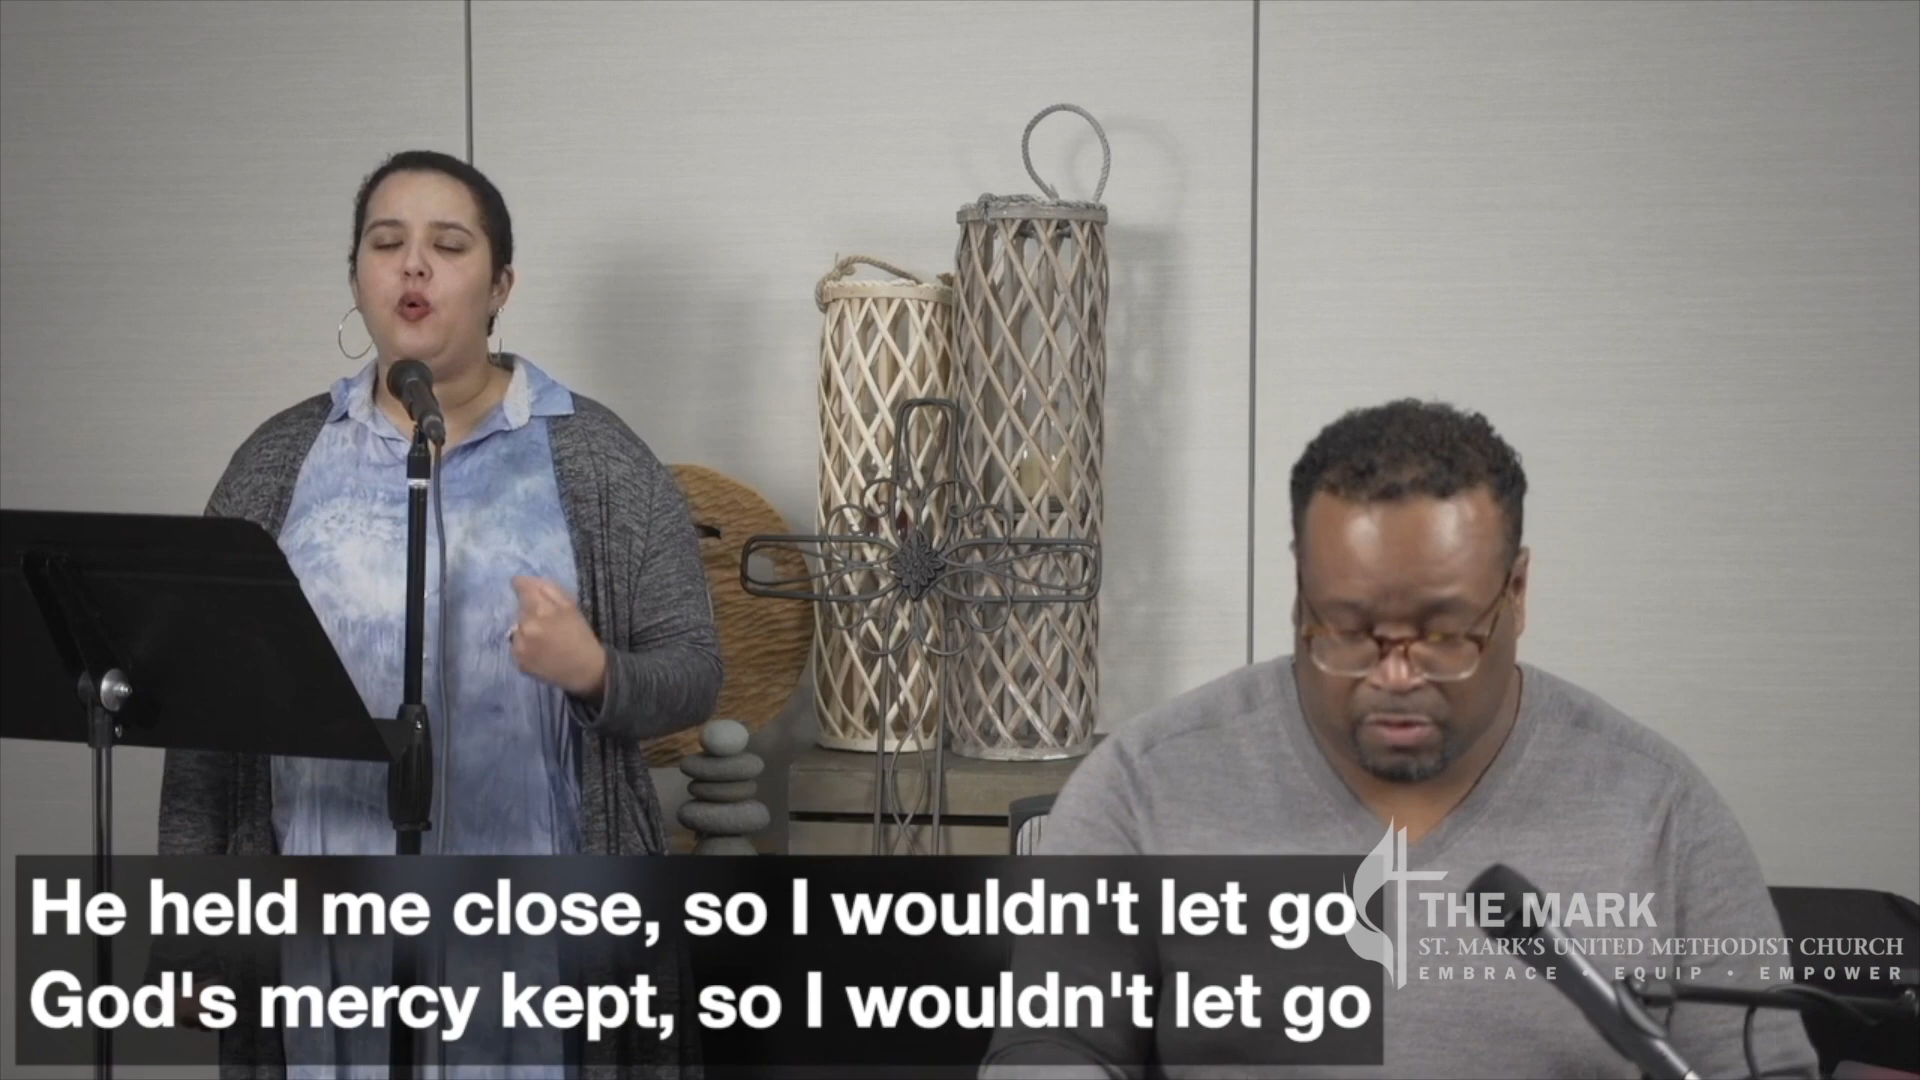 He held me close, so I wouldn't let go
God's mercy kept, so I wouldn't let go
THE MARK
ST. MARK'S UNITED METHODIST CHURCH
EMBRACE • EQUIP • EMPOWER